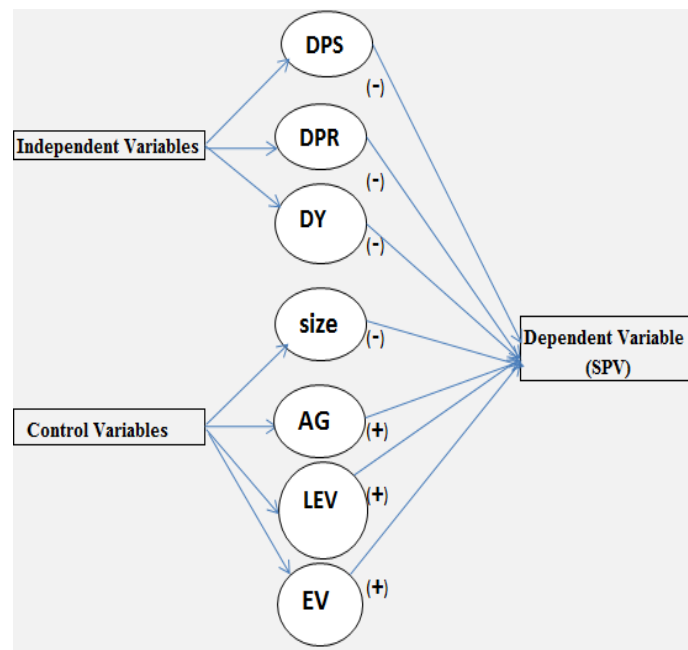 DPS
(-)
Independent Variables
DPR
(-)
DY
(-)
size
(-)
Dependent Variable
(SPV)
Control Variables
AG
(+)
LEV
(+)
EV
(+)